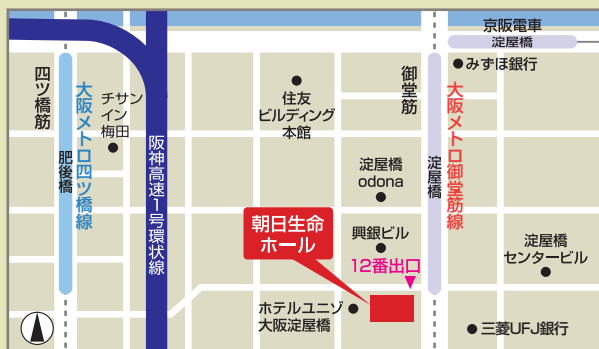 京阪電車
淀屋橋
みずほ銀行
四ツ橋筋
大阪メトロ四ツ橋線
肥後橋
チサン
イン
梅田
阪神高速1号環状線
住友
ビルディング
本館
御堂筋
淀屋橋
大阪メトロ御堂筋線
淀屋橋
odona
朝日生命
ホール
興銀ビル
12番出口
淀屋橋
センタービル
ホテルユニゾ
大阪淀屋橋
三菱UFJ銀行